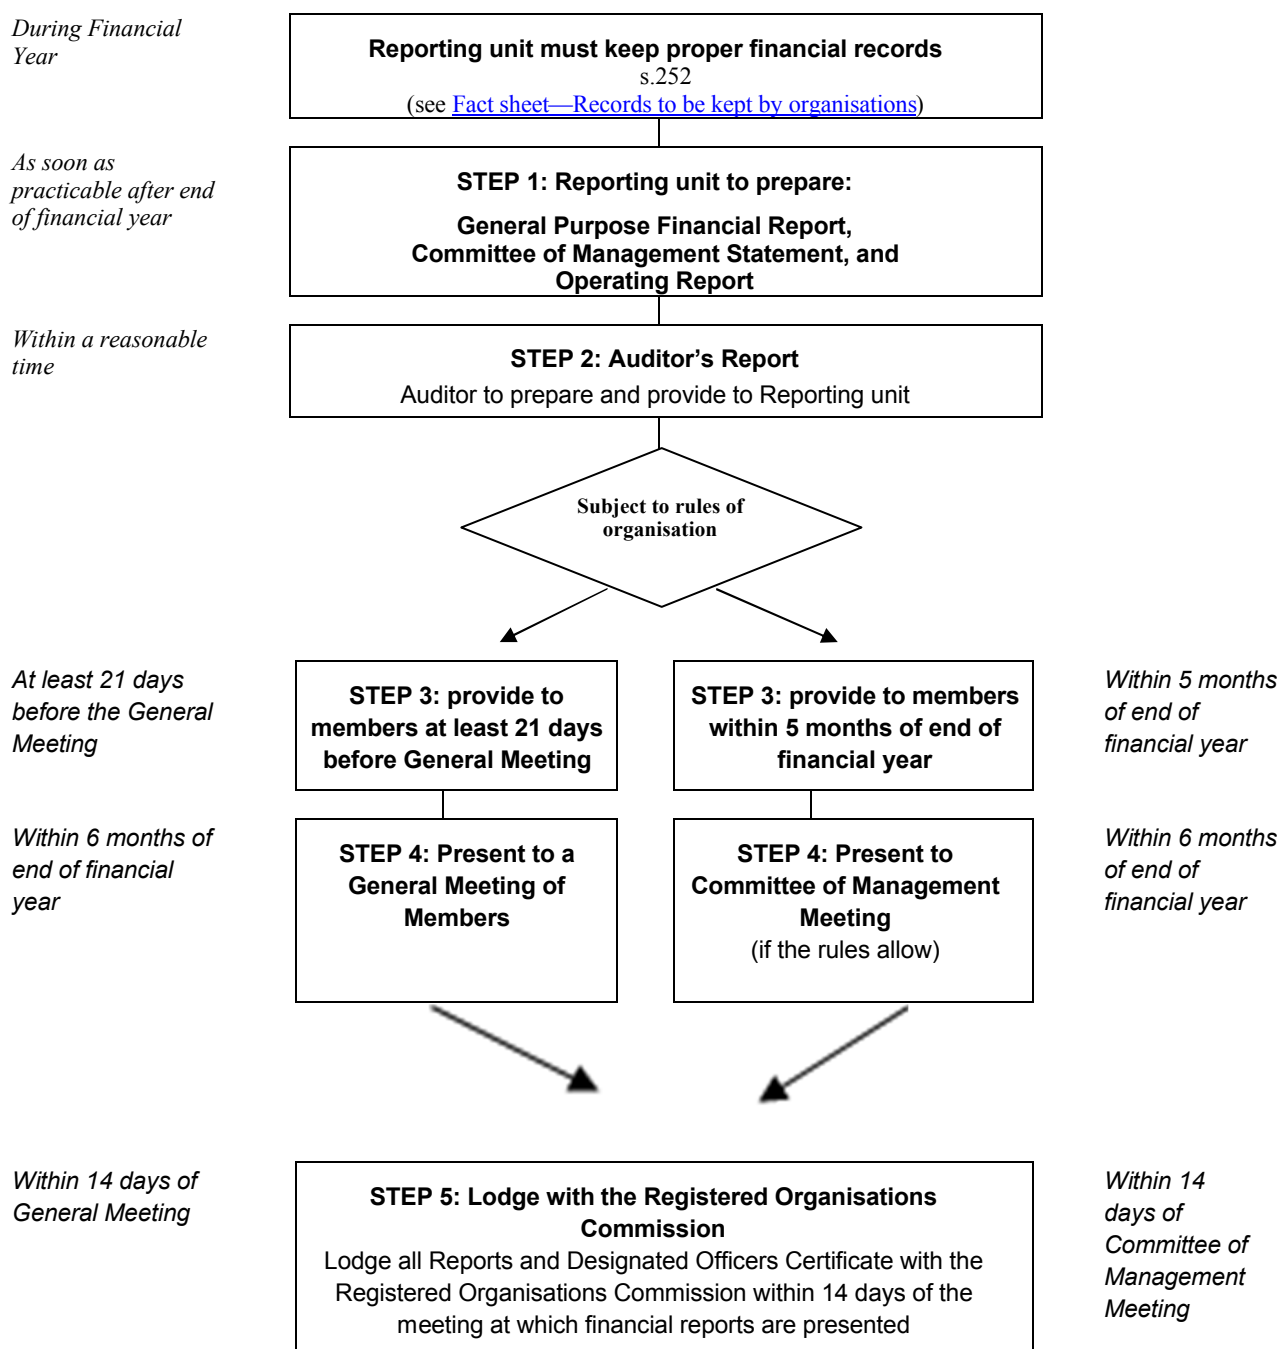 During Financial
Year
Reporting unit must keep proper financial records
s.252
(see Fact sheet—Records to be kept by organisations)
As soon as
practicable after end
of financial year
STEP 1: Reporting unit to prepare:
General Purpose Financial Report,
Committee of Management Statement, and
Operating Report
Within a reasonable
time
STEP 2: Auditor’s Report
Auditor to prepare and provide to Reporting unit
Subject to rules of
organisation
At least 21 days
before the General
Meeting
STEP 3: provide to
members at least 21 days
before General Meeting
STEP 3: provide to members
within 5 months of end of
financial year
Within 5 months
of end of
financial year
Within 6 months of
end of financial
year
STEP 4: Present to a
General Meeting of
Members
STEP 4: Present to
Committee of Management
Meeting
(if the rules allow)
Within 6 months
of end of
financial year
Within 14 days of
General Meeting
STEP 5: Lodge with the Registered Organisations
Commission
Lodge all Reports and Designated Officers Certificate with the
Registered Organisations Commission within 14 days of the
meeting at which financial reports are presented
Within 14
days of
Committee of
Management
Meeting